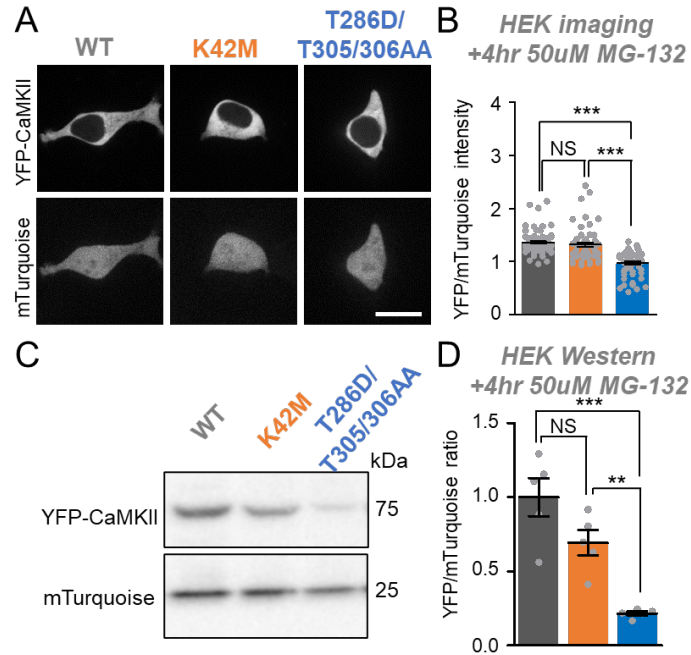 A
WT
K42M
T286D/
T305/306AA
YFP-CaMKII
mTurquoise
B
HEK imaging
+4hr 50uM MG-132
YFP/mTurquoise intensity
4
3
2
1
0
***
NS
***
C
WT
K42M
T286D/
T305/306AA
kDa
YFP-CaMKII
75
mTurquoise
25
D
HEK Western
+4hr 50uM MG-132
YFP/mTurquoise ratio
1.5
1.0
0.5
0.0
***
NS
**